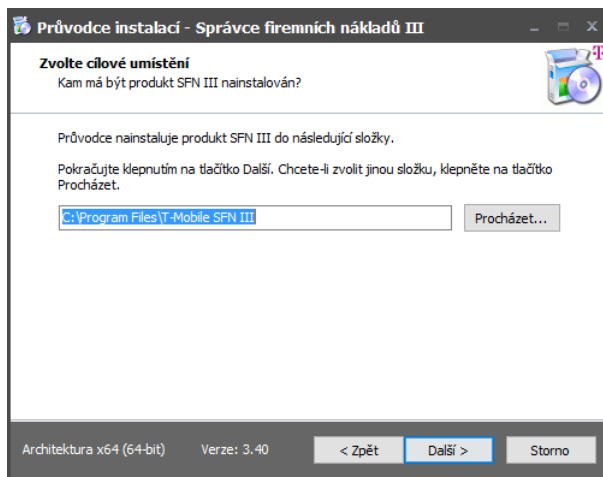 Průvodce instalací - Správce firemních nákladů III
Zvolte cílové umístění
Kam má být produkt SFN III nainstalován?
T
Průvodce nainstaluje produkt SFN III do následující složky.
Pokračujte klepnutím na tlačítko Další. Chcete-li zvolit jinou složku, klepněte na tlačítko
Procházet.
C:\Program Files\T-Mobile SFN III
Procházet...
Architektura x64 (64-bit)
Verze: 3.40
< Zpět
Další >
Storno